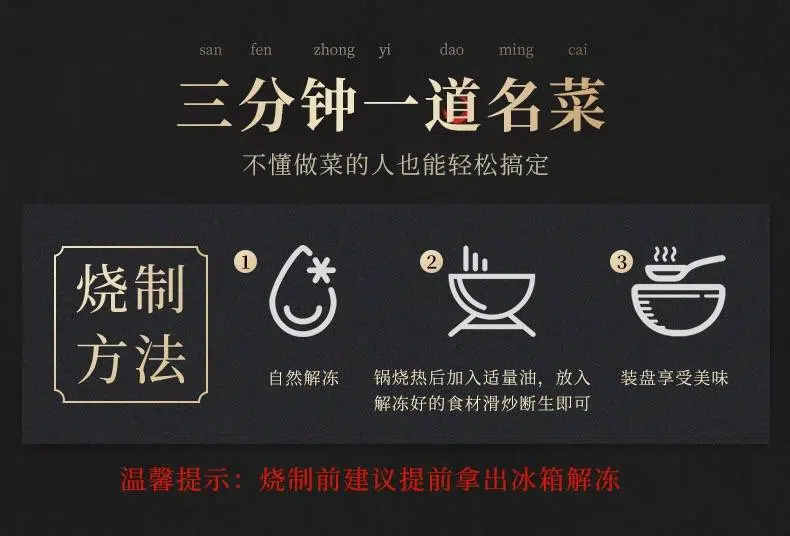 san fen zhong yi dao ming cai
三分钟一道名菜
不懂做菜的人也能轻松搞定
烧制
方法
1
自然解冻
2
锅烧热后加入适量油，放入
解冻好的食材滑炒断生即可
3
装盘享受美味
温馨提示：烧制前建议提前拿出冰箱解冻